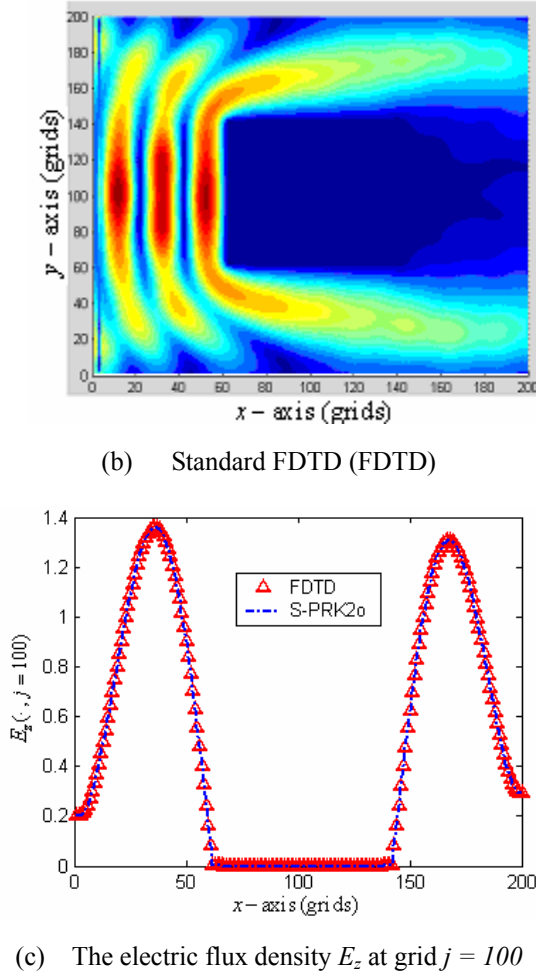 200
180
160
140
120
100
80
60
40
20
0
y – axis (grids)
0 20 40 60 80 100 120 140 160 180 200
x – axis (grids)
(b) Standard FDTD (FDTD)
1.4
1.2
1
0.8
0.6
0.4
0.2
0
E_z(·, j = 100)
FDTD
S-PRK2o
0 50 100 150 200
x – axis (grids)
(c) The electric flux density E_z at grid j = 100